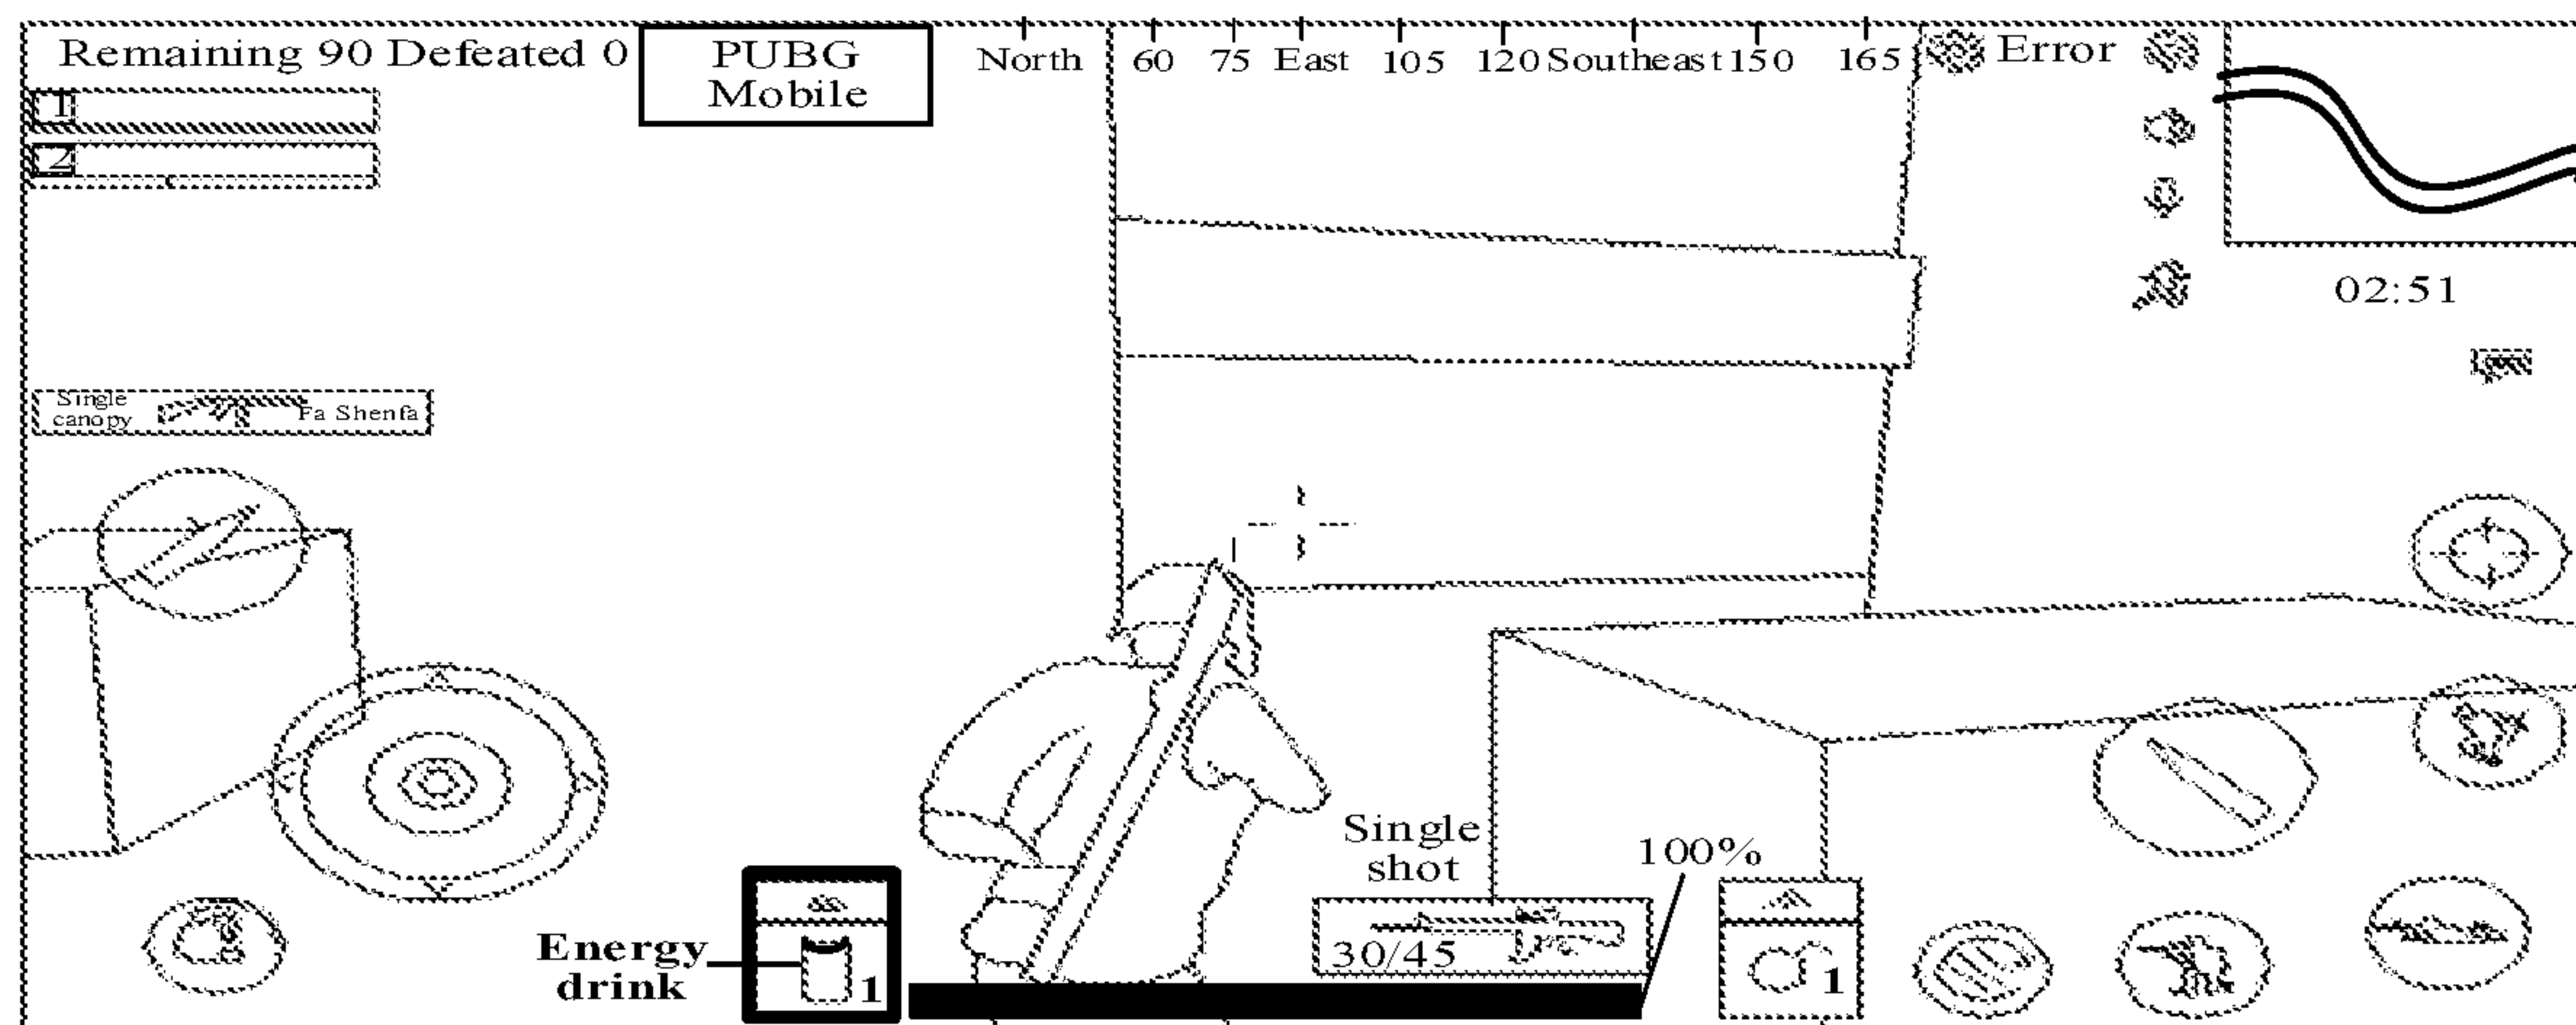 Remaining 90 Defeated 0
PUBG
Mobile
North 60 75 East 105 120 Southeast 150 165
Error
1
2
02:51
Single
canopy
Fa Shenfa
Single
shot
100%
30/45
Energy
drink
1
1